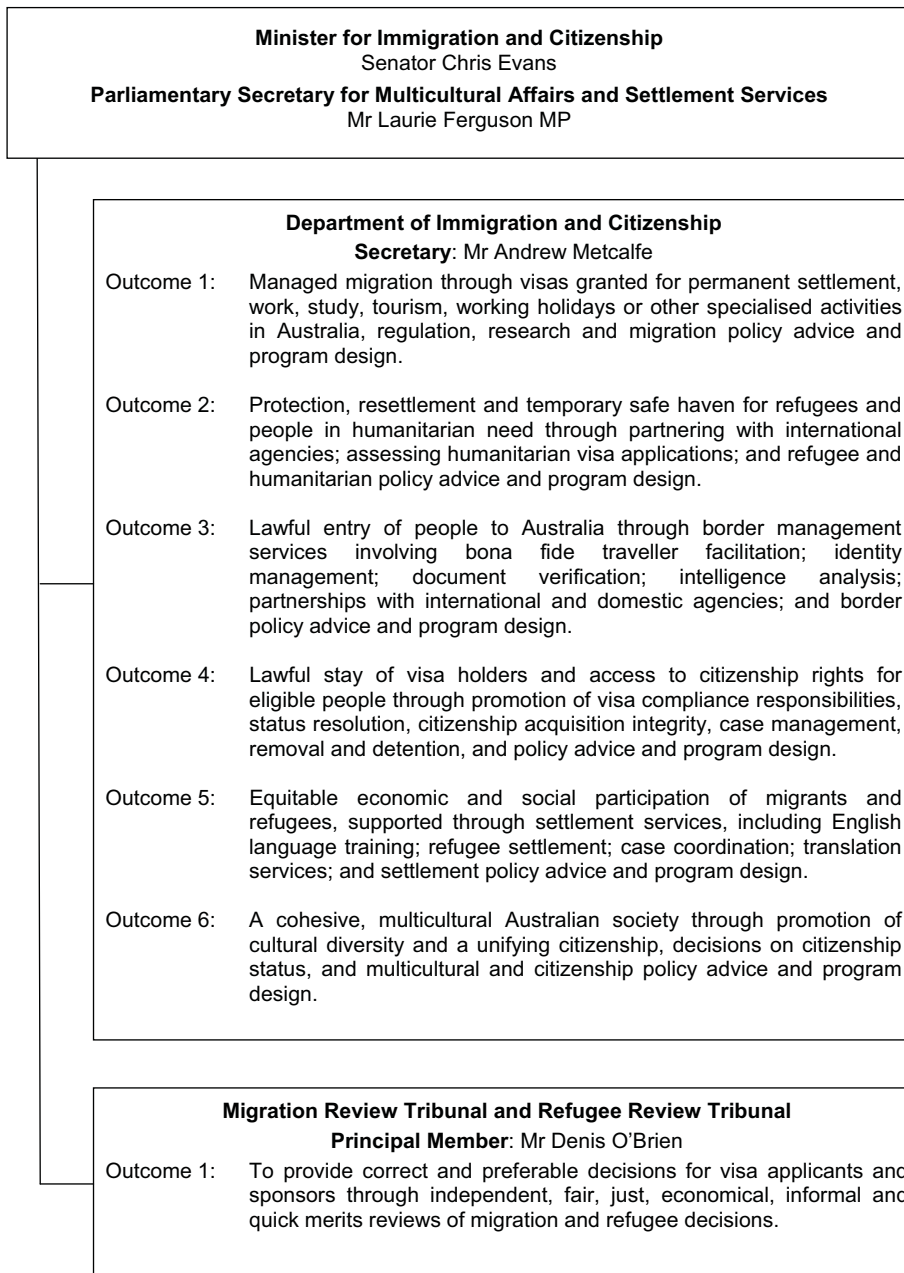 Minister for Immigration and Citizenship
Senator Chris Evans
Parliamentary Secretary for Multicultural Affairs and Settlement Services
Mr Laurie Ferguson MP
Department of Immigration and Citizenship
Secretary: Mr Andrew Metcalfe
Outcome 1: Managed migration through visas granted for permanent settlement,
work, study, tourism, working holidays or other specialised activities
in Australia, regulation, research and migration policy advice and
program design.
Outcome 2: Protection, resettlement and temporary safe haven for refugees and
people in humanitarian need through partnering with international
agencies; assessing humanitarian visa applications; and refugee and
humanitarian policy advice and program design.
Outcome 3: Lawful entry of people to Australia through border management
services involving bona fide traveller facilitation; identity
management; document verification; intelligence analysis;
partnerships with international and domestic agencies; and border
policy advice and program design.
Outcome 4: Lawful stay of visa holders and access to citizenship rights for
eligible people through promotion of visa compliance responsibilities,
status resolution, citizenship acquisition integrity, case management,
removal and detention, and policy advice and program design.
Outcome 5: Equitable economic and social participation of migrants and
refugees, supported through settlement services, including English
language training; refugee settlement; case coordination; translation
services; and settlement policy advice and program design.
Outcome 6: A cohesive, multicultural Australian society through promotion of
cultural diversity and a unifying citizenship, decisions on citizenship
status, and multicultural and citizenship policy advice and program
design.
Migration Review Tribunal and Refugee Review Tribunal
Principal Member: Mr Denis O'Brien
Outcome 1: To provide correct and preferable decisions for visa applicants and
sponsors through independent, fair, just, economical, informal and
quick merits reviews of migration and refugee decisions.